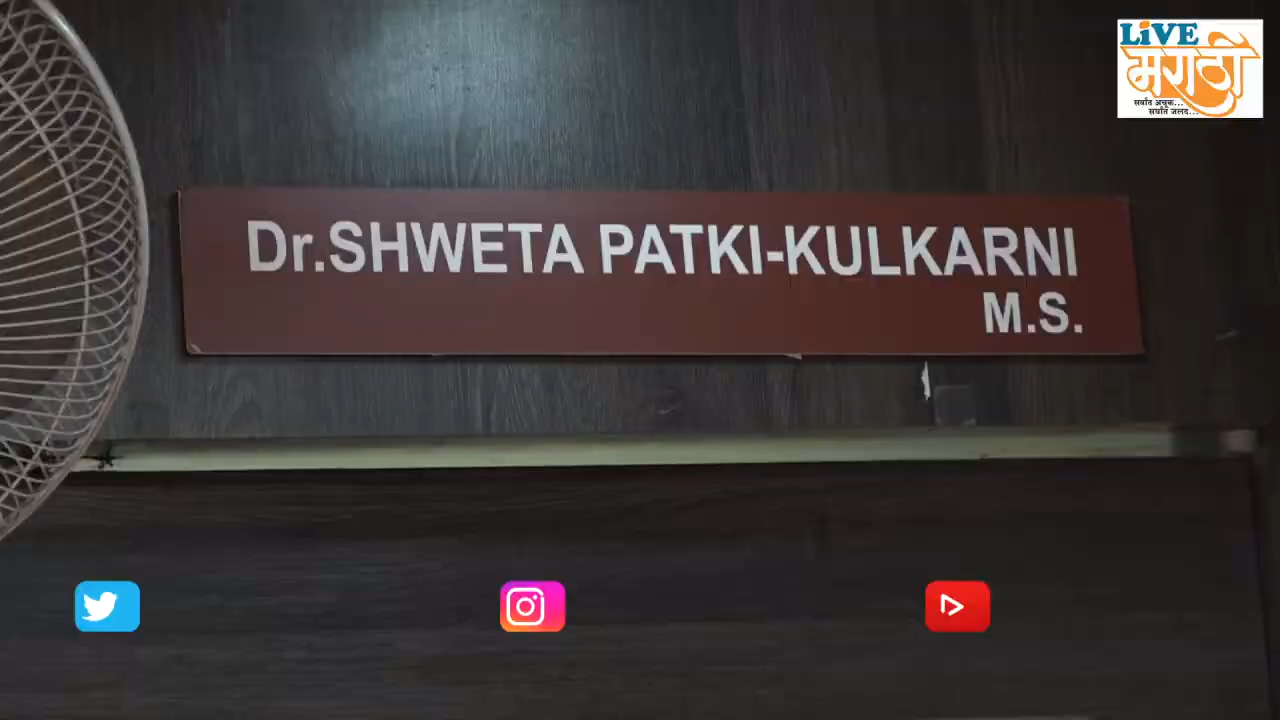 LiVE
मराठी
सर्वांत अचूक...
सर्वांत जलद...
Dr.SHWETA PATKI-KULKARNI
M.S.